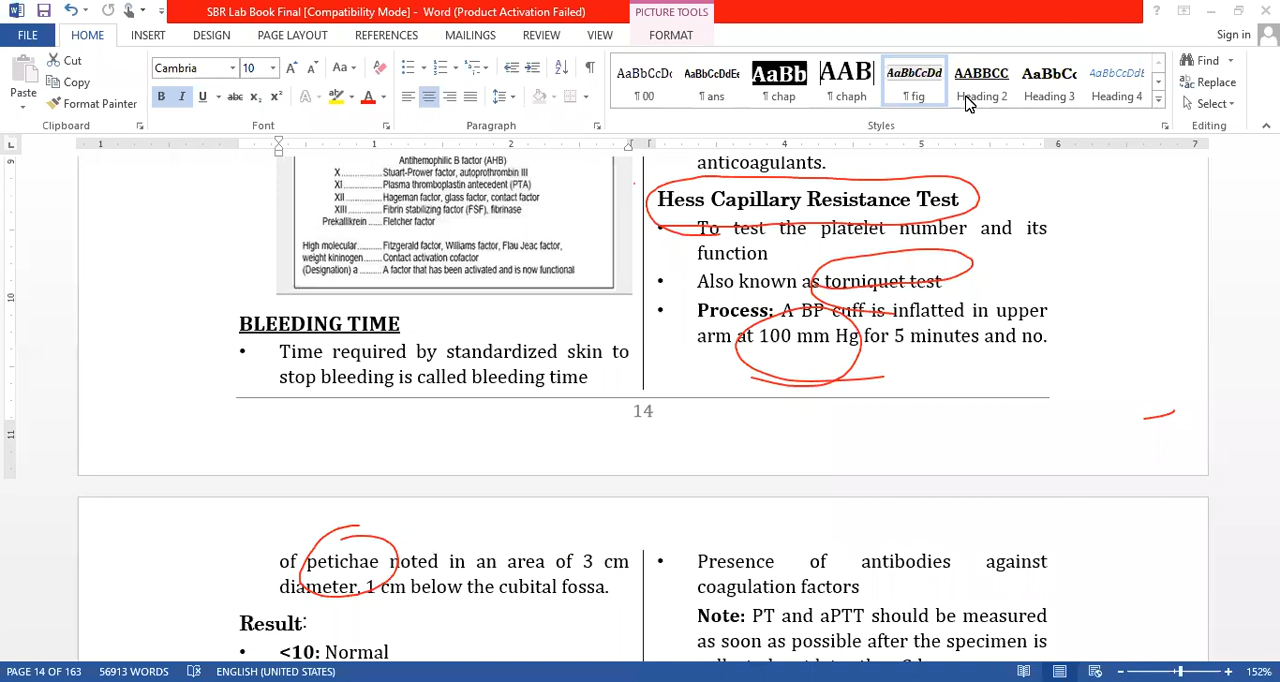 SBR Lab Book Final [Compatibility Mode] - Word (Product Activation Failed)
PICTURE TOOLS
FILE HOME INSERT DESIGN PAGE LAYOUT REFERENCES MAILINGS REVIEW VIEW FORMAT
Sign in
Paste
Cut
Copy
Format Painter
Clipboard
Cambria 10
Font
Paragraph
AaBbCcDc AaBbCcDdEe AaBb AAB AaBbCcDd AABBCC AaBbCc AaBbCcDdE
¶ 00 ¶ ans ¶ chap ¶ chaph ¶ fig Heading 2 Heading 3 Heading 4
Styles
Find
Replace
Select
Editing
Antihemophilic B factor (AHB)
X Stuart-Prower factor, autoprothrombin III
XI Plasma thromboplastin antecedent (PTA)
XII Hageman factor, glass factor, contact factor
XIII Fibrin stabilizing factor (FSF), fibrinase
Prekallikrein Fletcher factor
High molecular Fitzgerald factor, Williams factor, Flau Jeac factor,
weight kininogen Contact activation cofactor
(Designation) a A factor that has been activated and is now functional
BLEEDING TIME
• Time required by standardized skin to
stop bleeding is called bleeding time
anticoagulants.
Hess Capillary Resistance Test
• To test the platelet number and its
function
• Also known as torniquet test
• Process: A BP cuff is inflatted in upper
arm at 100 mm Hg for 5 minutes and no.
14
of petichae noted in an area of 3 cm
diameter. 1 cm below the cubital fossa.
Result:
• <10: Normal
• Presence of antibodies against
coagulation factors
Note: PT and aPTT should be measured
as soon as possible after the specimen is
PAGE 14 OF 163 56913 WORDS ENGLISH (UNITED STATES) 152%